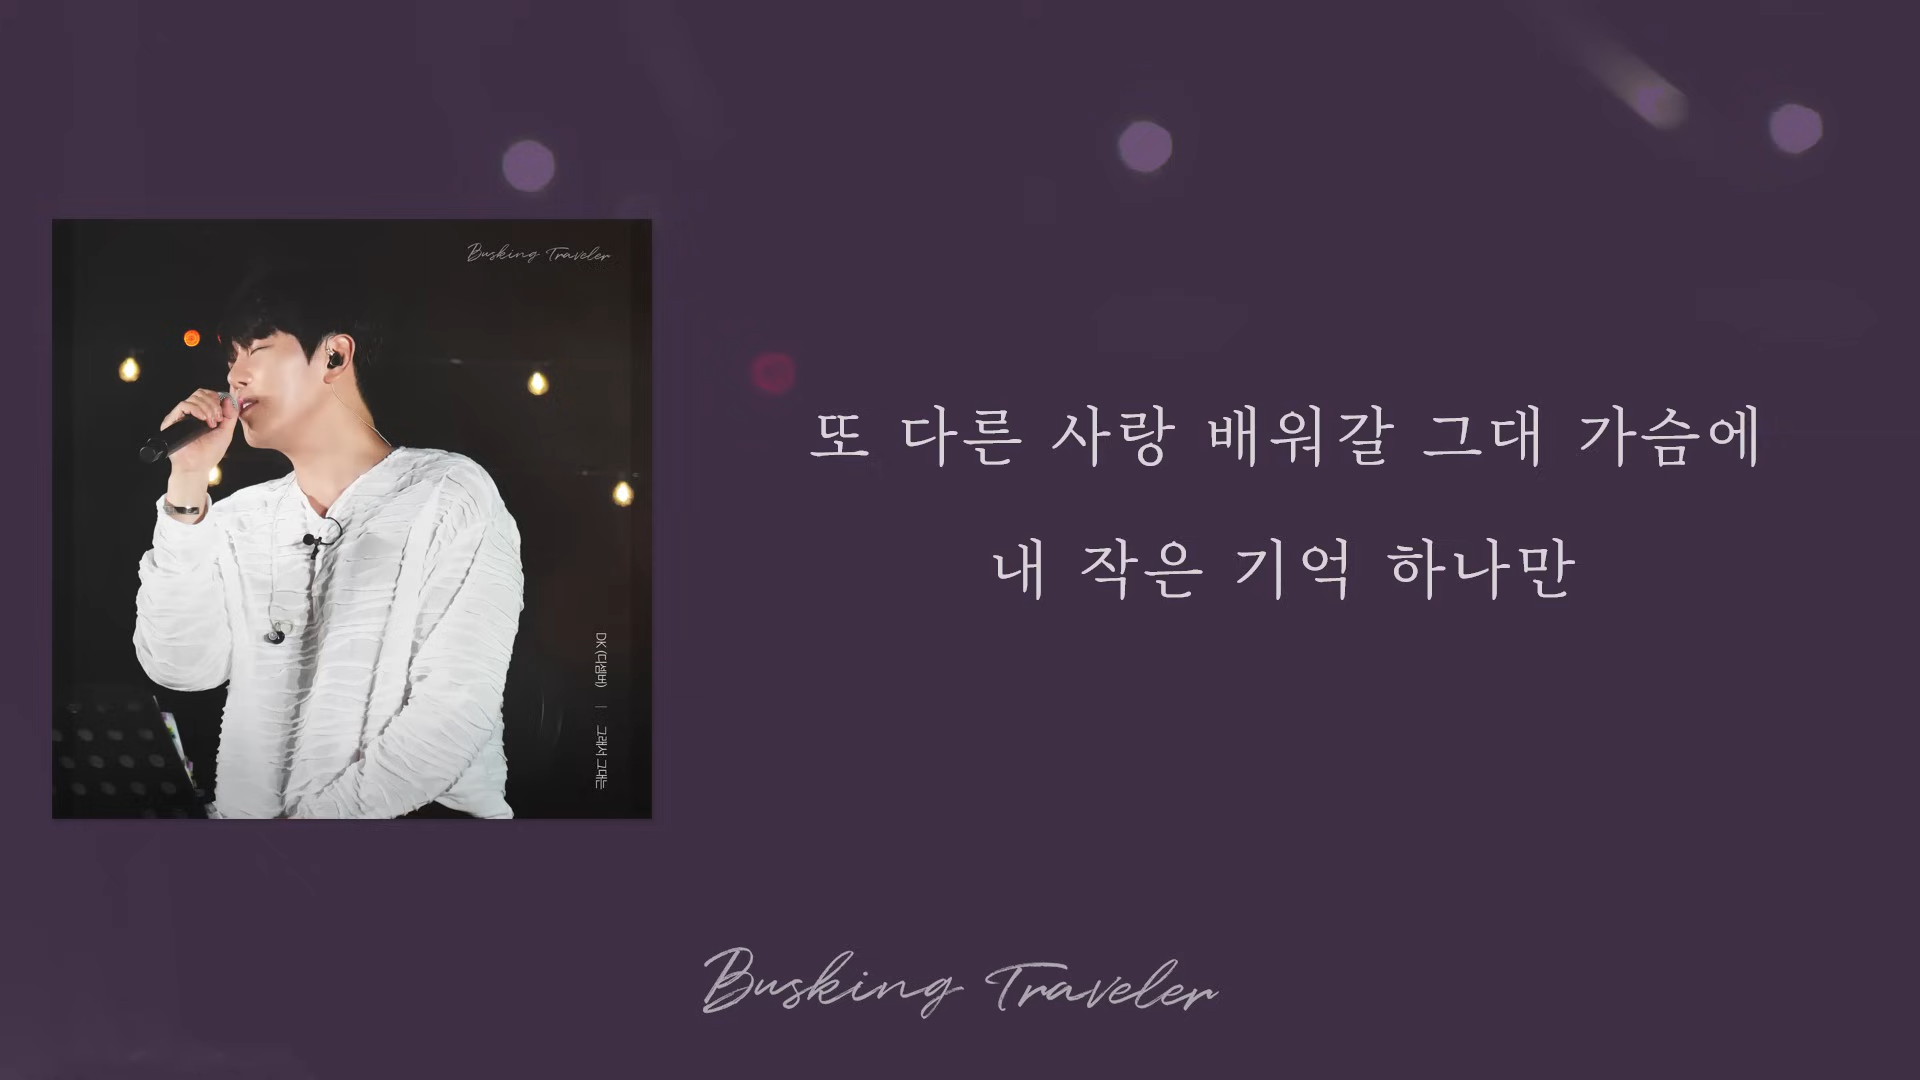 Busking Traveler
DK (디셈버) | 그래서 그대는
또 다른 사랑 배워갈 그대 가슴에
내 작은 기억 하나만
Busking Traveler